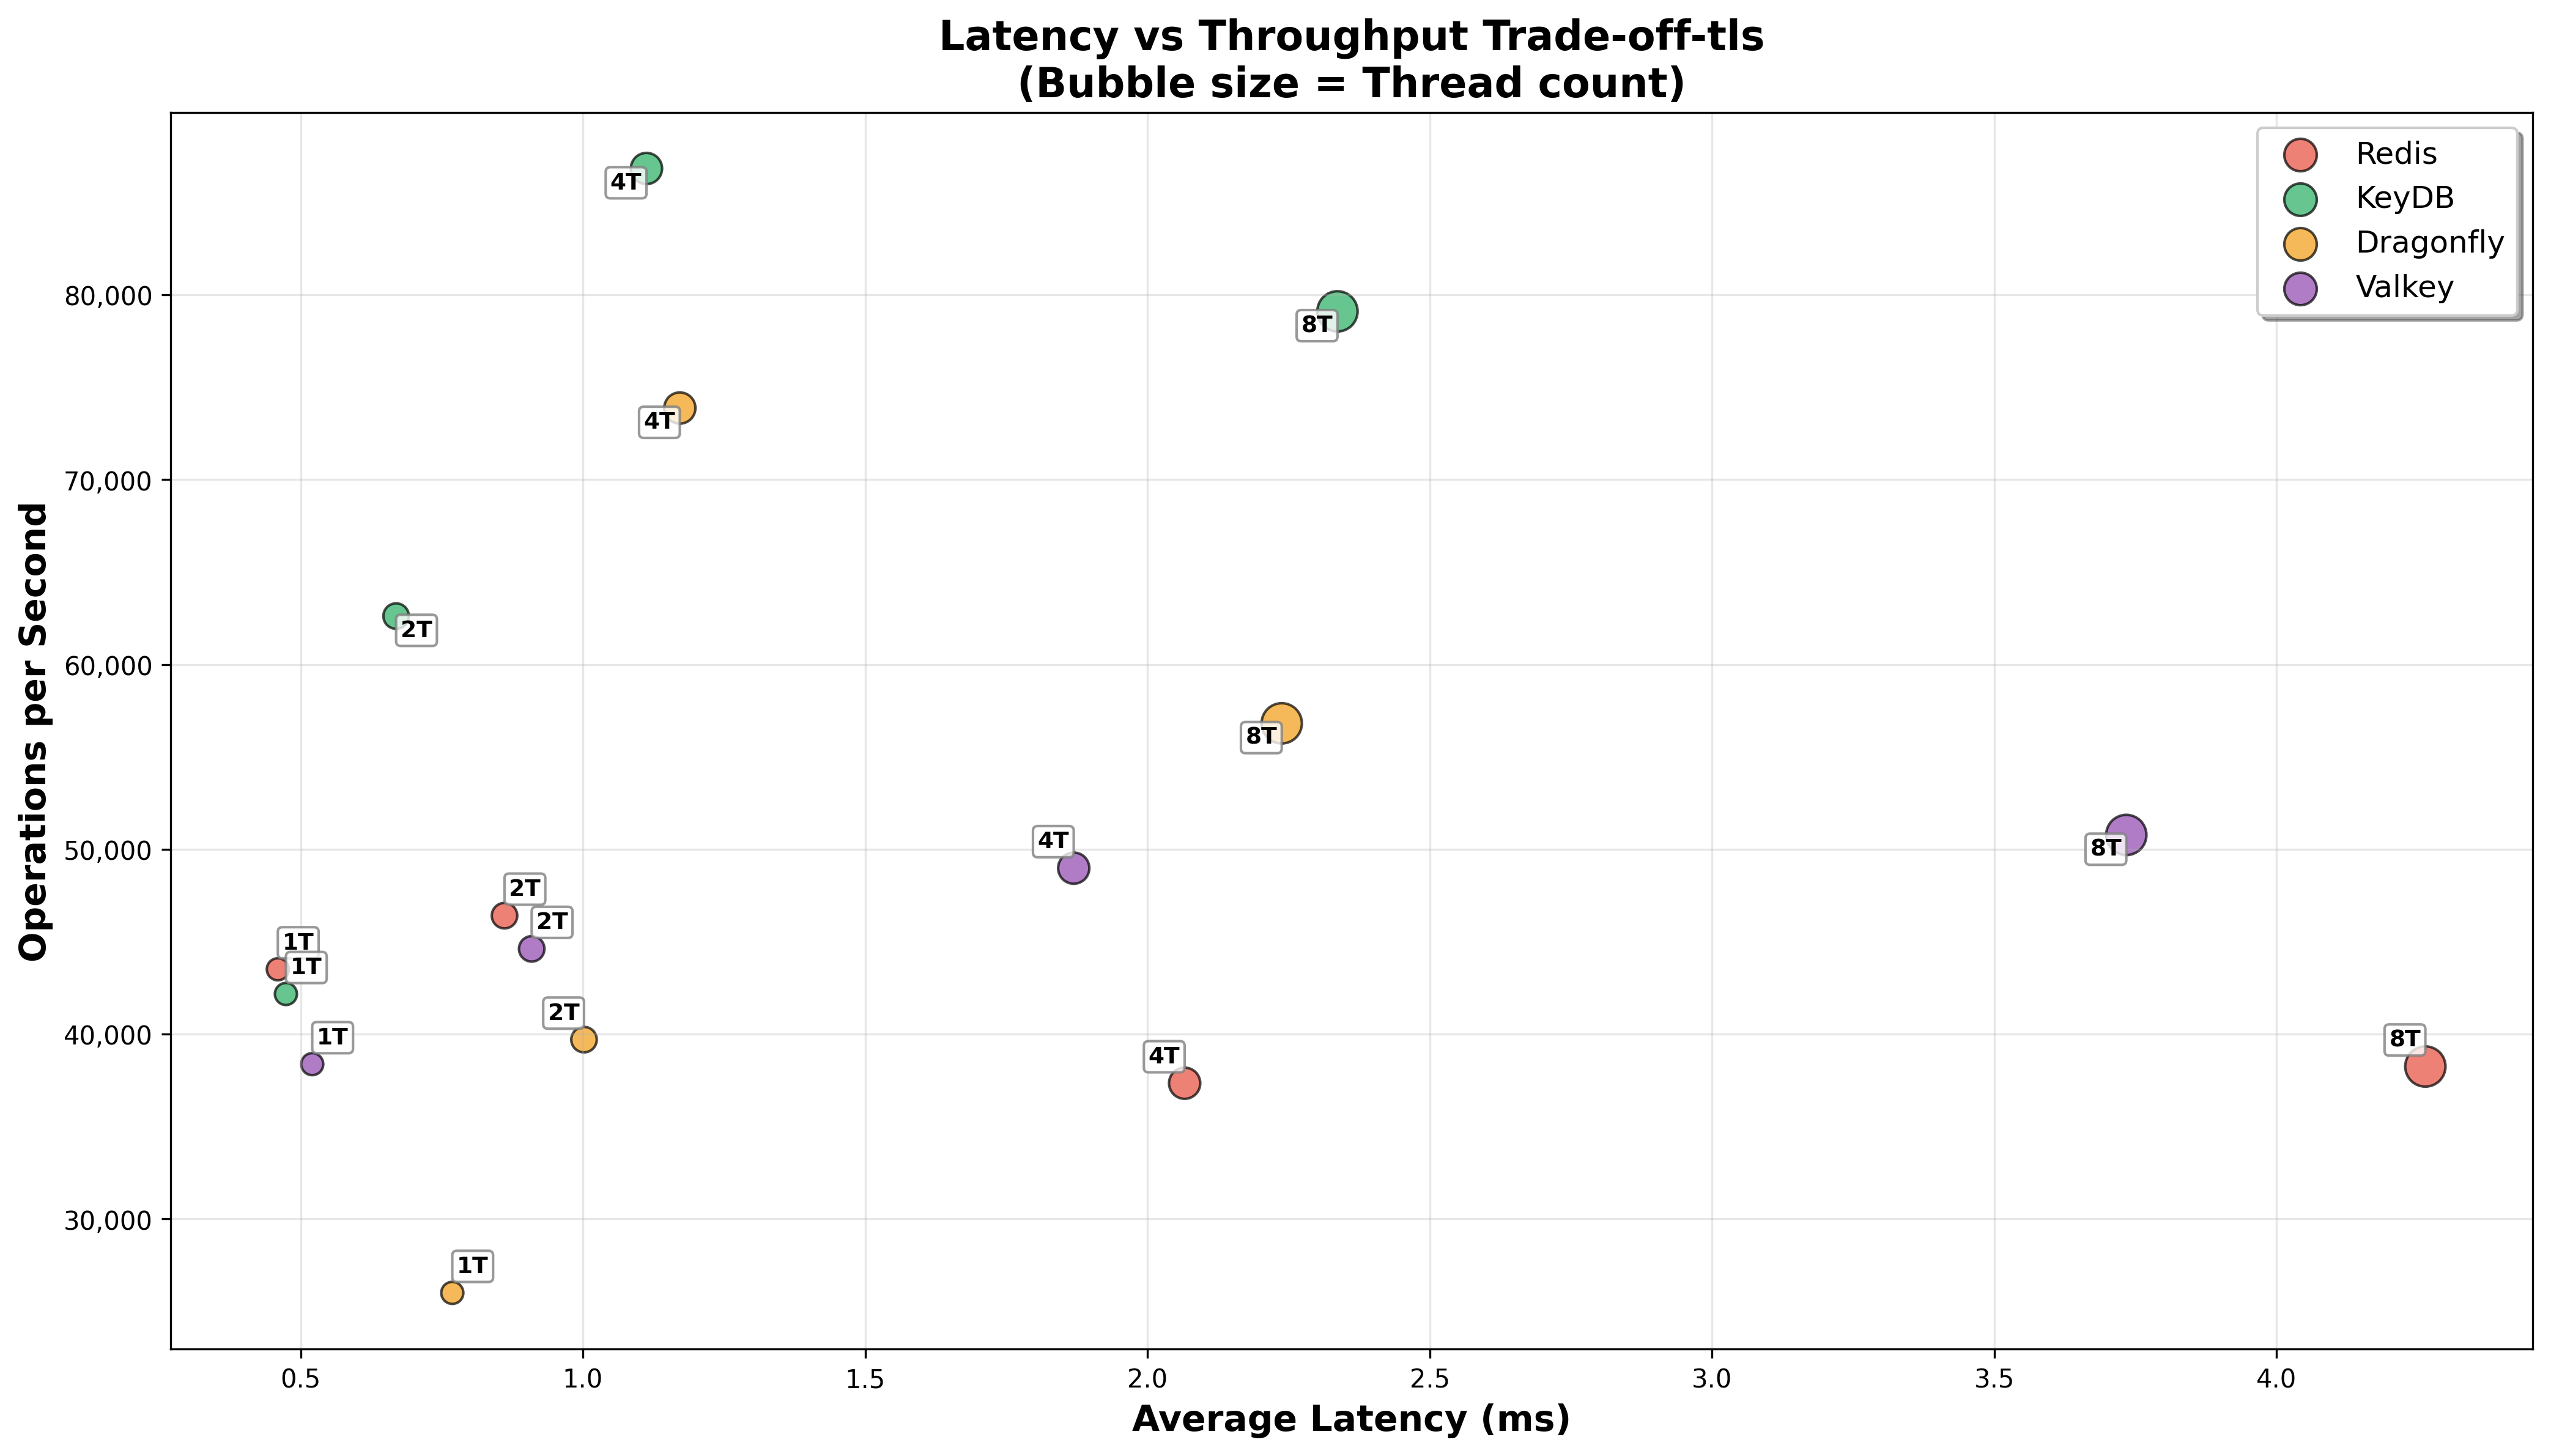 Latency vs Throughput Trade-off-tls
(Bubble size = Thread count)
Redis
KeyDB
Dragonfly
Valkey
4T
8T
4T
2T
8T
4T
8T
2T
2T
1T
1T
2T
1T
4T
8T
1T
Operations per Second
80,000
70,000
60,000
50,000
40,000
30,000
0.5
1.0
1.5
2.0
2.5
3.0
3.5
4.0
Average Latency (ms)